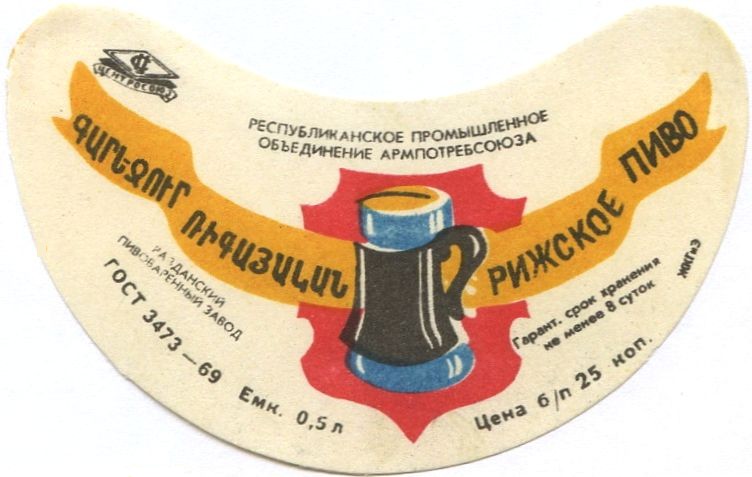 ЦЕНТРОСОЮЗ
РЕСПУБЛИКАНСКОЕ ПРОМЫШЛЕННОЕ
ОБЪЕДИНЕНИЕ АРМПОТРЕБСОЮЗА
ԳԱՐԵՋՈՒՐ ՌԻԳԱՅԱԿԱՆ
РИЖСКОЕ ПИВО
РАЗДАНСКИЙ
ПИВОВАРЕННЫЙ ЗАВОД
ГОСТ 3473—69 Емк. 0,5 л
Гарант. срок хранения
не менее 8 суток
Цена б/п 25 коп.